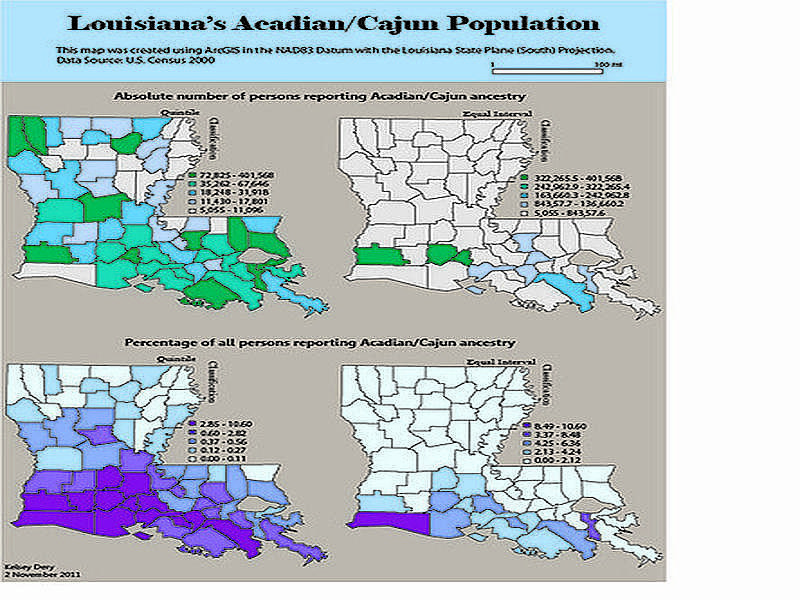 Louisiana's Acadian/Cajun Population
This map was created using ArcGIS in the NAD83 Datum with the Louisiana State Plane (South) Projection.
Data Source: U.S. Census 2000
1 100 mi
Absolute number of persons reporting Acadian/Cajun ancestry
Quintile
Classification
72,825 - 401,568
35,262 - 67,646
18,248 - 31,918
11,430 - 17,801
5,055 - 11,096
Equal Interval
Classification
322,265.5 - 401,568
242,962.9 - 322,265.4
163,660.3 - 242,962.8
843,57.7 - 136,660.2
5,055 - 843,57.6
Percentage of all persons reporting Acadian/Cajun ancestry
Quintile
Classification
2.85 - 10.60
0.60 - 2.82
0.37 - 0.56
0.12 - 0.27
0.00 - 0.11
Equal Interval
Classification
8.49 - 10.60
3.37 - 8.48
4.25 - 6.36
2.13 - 4.24
0.00 - 2.12
Kelsey Dery
2 November 2011